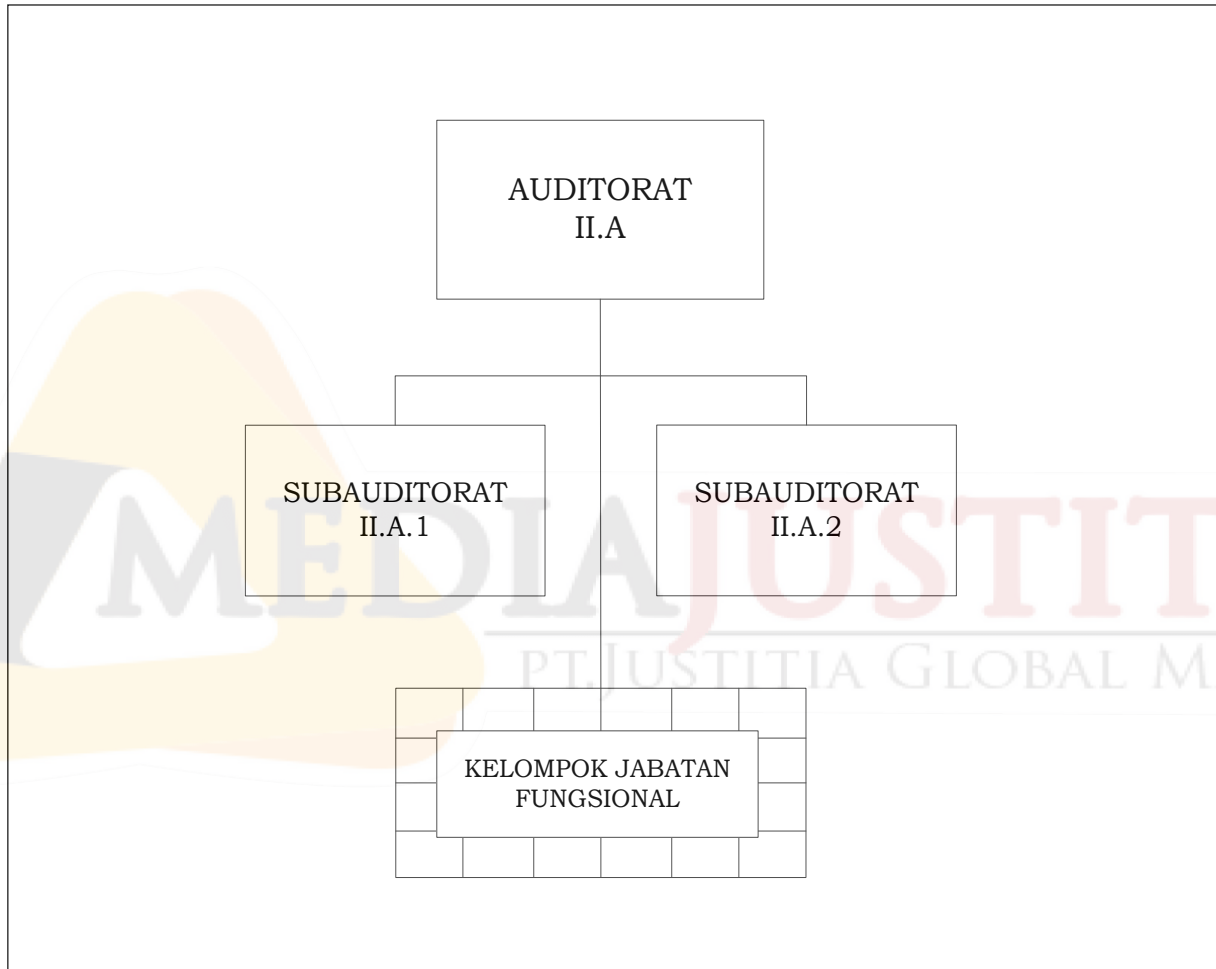 AUDITORAT
II.A
SUBAUDITORAT
II.A.1
SUBAUDITORAT
II.A.2
MEDIAJUSTIT
PT.JUSTITIA GLOBAL M
KELOMPOK JABATAN
FUNGSIONAL